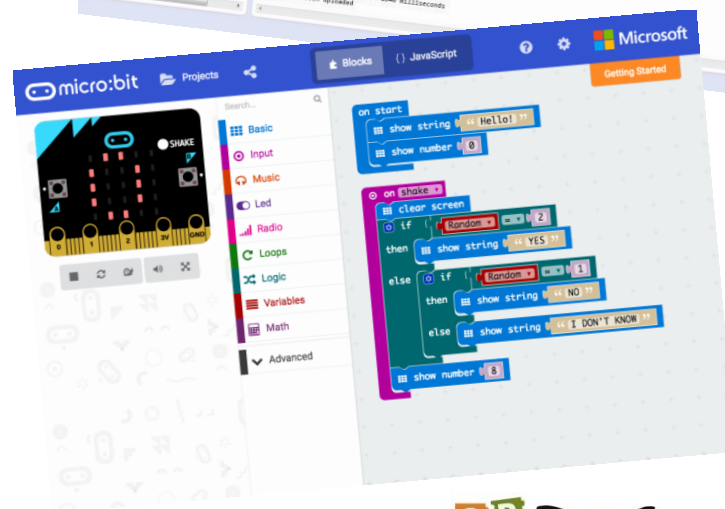 uploaded
micro:bit
Projects
Blocks
{ } JavaScript
?
Microsoft
Getting Started
SHAKE
0 1 2 3V GND
Search...
Basic
Input
Music
Led
Radio
Loops
Logic
Variables
Math
Advanced
on start
show string “ Hello! ”
show number 0
on shake
clear screen
if Random = 2
then show string “ YES ”
else if Random = 1
then show string “ NO ”
else show string “ I DON'T KNOW ”
show number 8